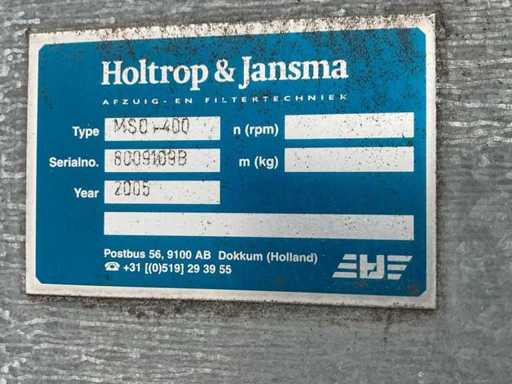 Holtrop & Jansma
AFZUIG- EN FILTERTECHNIEK
Type MSC-400 n (rpm)
Serialno. 8009109B m (kg)
Year 2005
Postbus 56, 9100 AB Dokkum (Holland)
☎ +31 [(0)519] 29 39 55